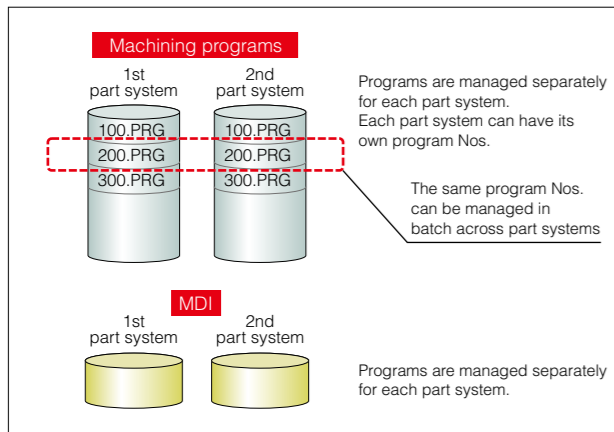 Machining programs
1st
part system
2nd
part system
100.PRG
100.PRG
200.PRG
200.PRG
300.PRG
300.PRG
Programs are managed separately
for each part system.
Each part system can have its
own program Nos.
The same program Nos.
can be managed in
batch across part systems
MDI
1st
part system
2nd
part system
Programs are managed separately
for each part system.